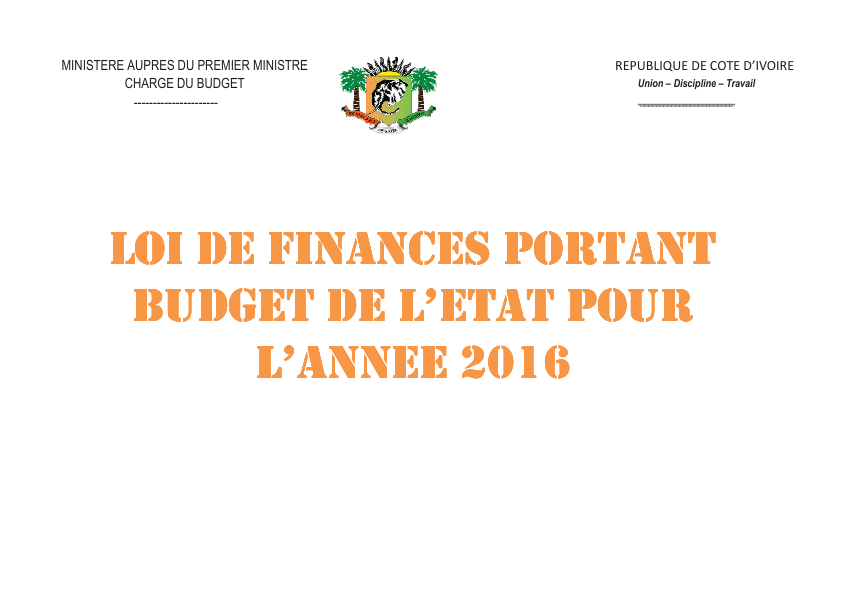 MINISTERE AUPRES DU PREMIER MINISTRE
CHARGE DU BUDGET
----------------------
REPUBLIQUE DE COTE D’IVOIRE
Union – Discipline – Travail
LOI DE FINANCES PORTANT
BUDGET DE L’ETAT POUR
L’ANNEE 2016